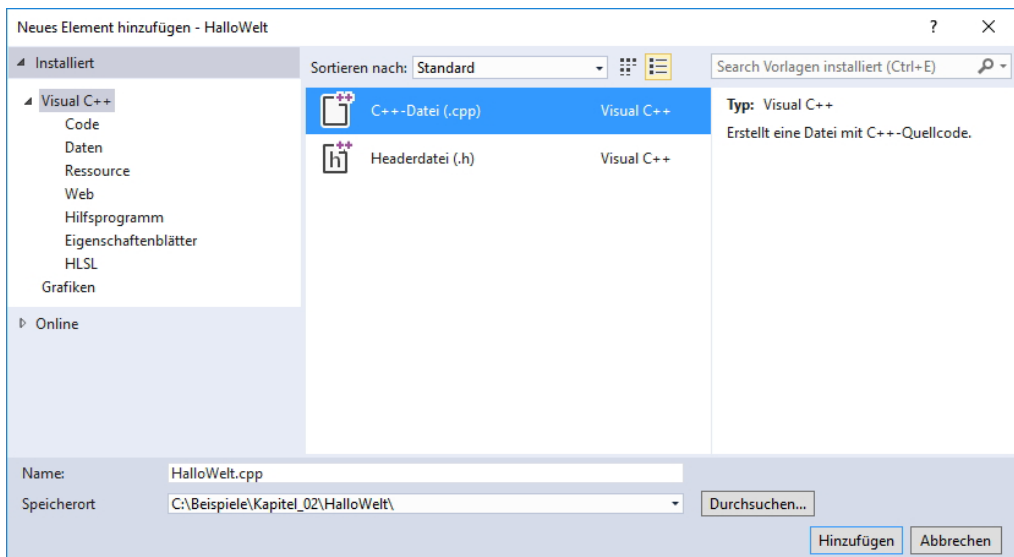 Neues Element hinzufügen - HalloWelt
?
Installiert
Sortieren nach: Standard
Search Vorlagen installiert (Ctrl+E)
Visual C++
Code
Daten
Ressource
Web
Hilfsprogramm
Eigenschaftenblätter
HLSL
Grafiken
Online
C++-Datei (.cpp) Visual C++
Headerdatei (.h) Visual C++
Typ: Visual C++
Erstellt eine Datei mit C++-Quellcode.
Name: HalloWelt.cpp
Speicherort C:\Beispiele\Kapitel_02\HalloWelt\ Durchsuchen...
Hinzufügen Abbrechen